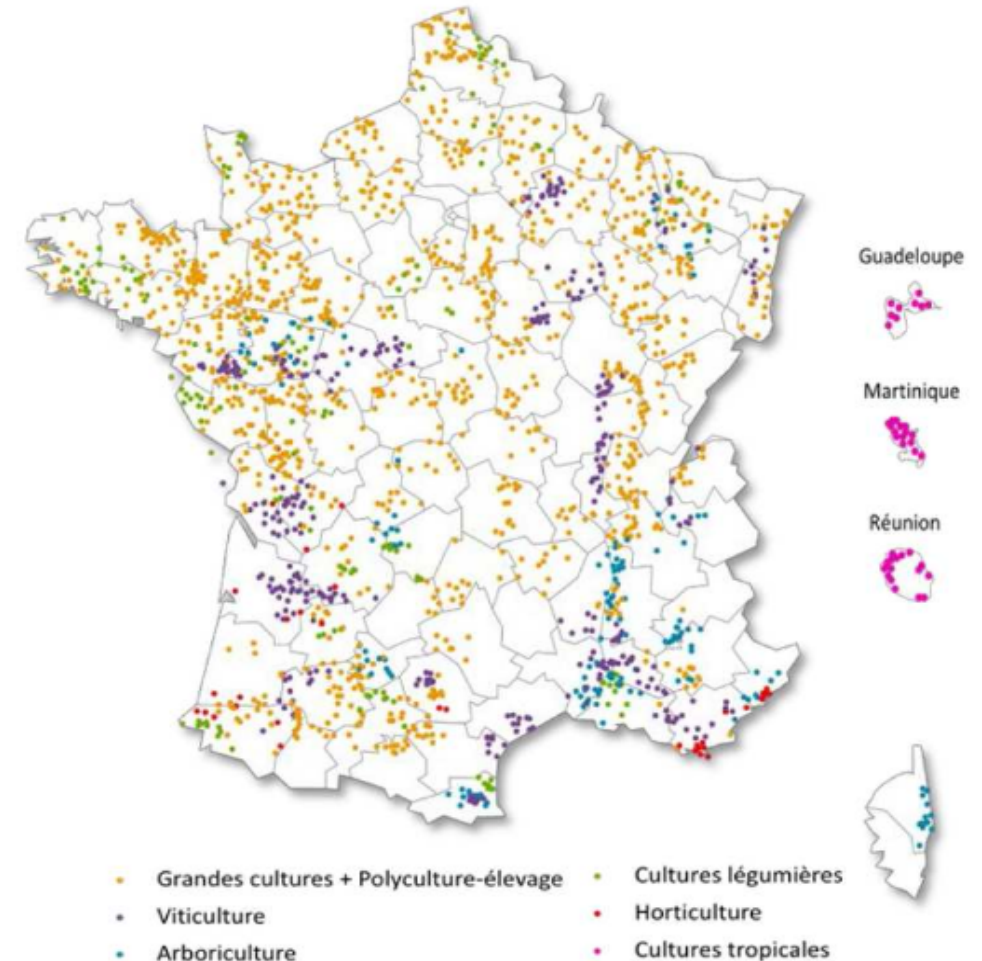 Guadeloupe
Martinique
Réunion
Grandes cultures + Polyculture-élevage
Viticulture
Arboriculture
Cultures légumières
Horticulture
Cultures tropicales